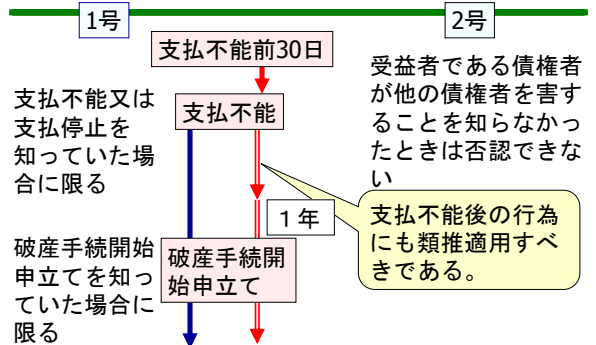 1号
2号
支払不能前30日
受益者である債権者
が他の債権者を害す
ることを知らなかっ
たときは否認できな
い
支払不能又は
支払停止を
知っていた場
合に限る
支払不能
1年
支払不能後の行為
にも類推適用すべ
きである。
破産手続開始
申立てを知っ
ていた場合に
限る
破産手続開
始申立て